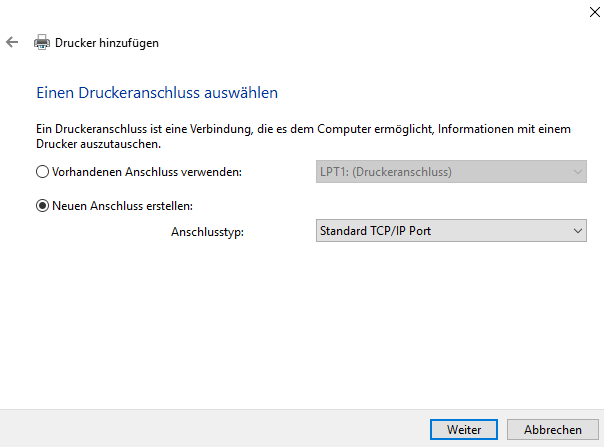 Drucker hinzufügen
Einen Druckeranschluss auswählen
Ein Druckeranschluss ist eine Verbindung, die es dem Computer ermöglicht, Informationen mit einem
Drucker auszutauschen.
Vorhandenen Anschluss verwenden: LPT1: (Druckeranschluss)
Neuen Anschluss erstellen:
Anschlusstyp: Standard TCP/IP Port
Weiter Abbrechen